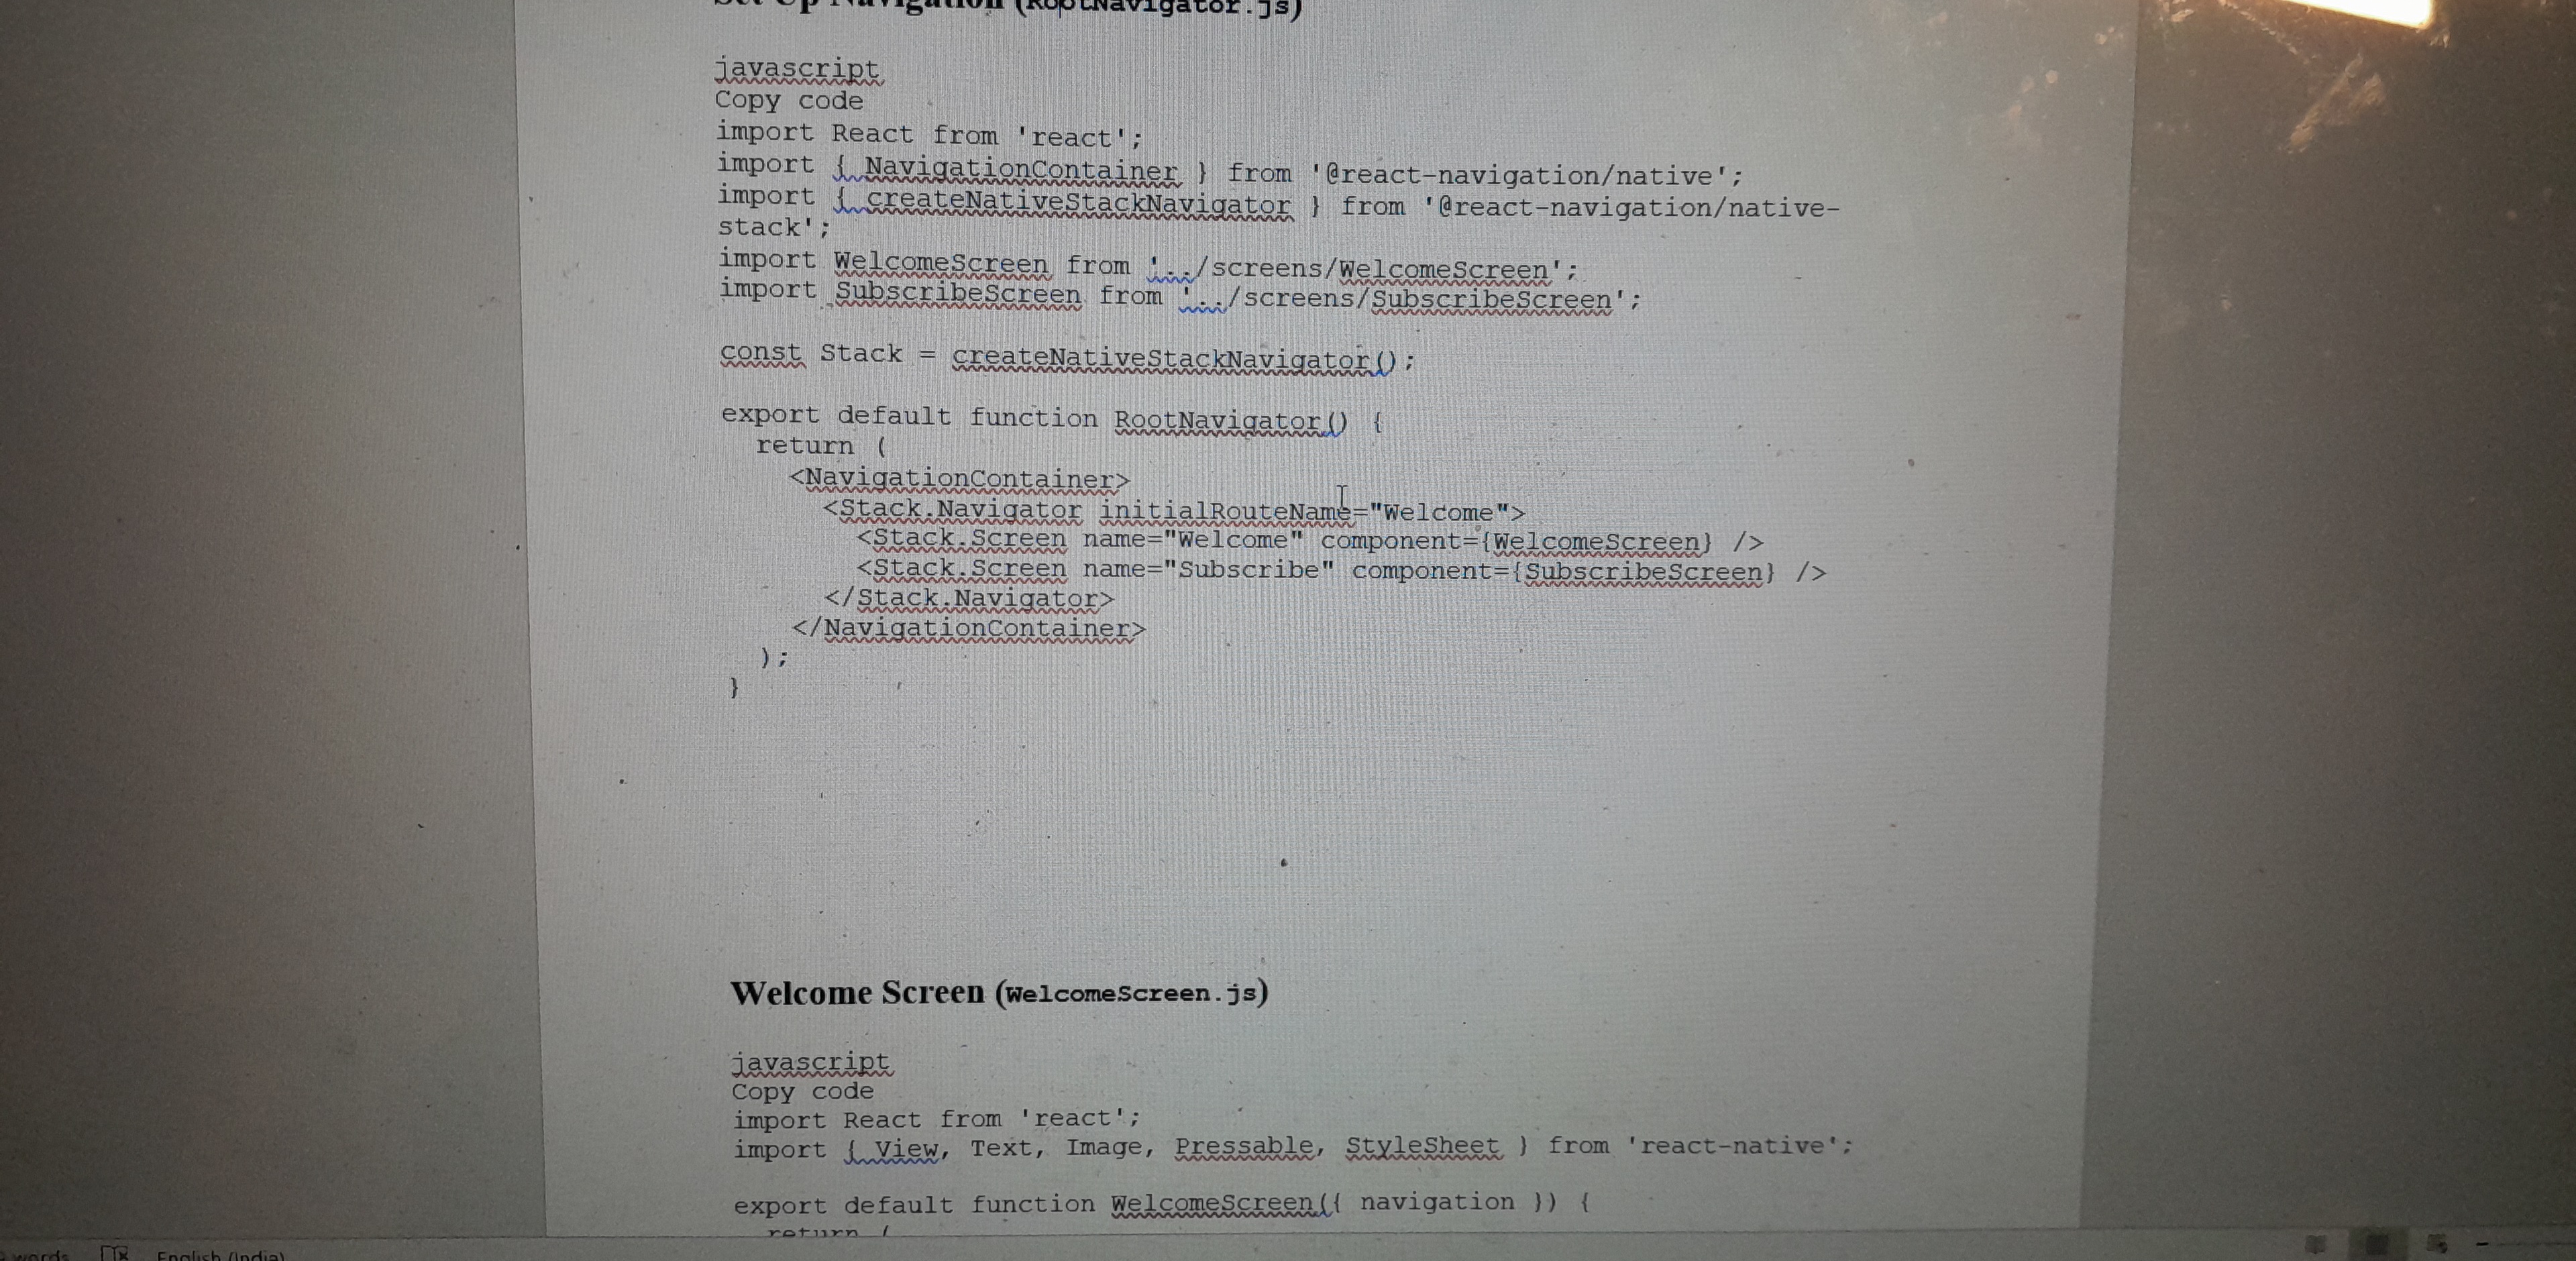 Set Up Navigation (RootNavigator.js)
javascript
Copy code
import React from 'react';
import { NavigationContainer } from '@react-navigation/native';
import { createNativeStackNavigator } from '@react-navigation/native-
stack';
import WelcomeScreen from '../screens/WelcomeScreen';
import SubscribeScreen from '../screens/SubscribeScreen';
const Stack = createNativeStackNavigator();
export default function RootNavigator() {
  return (
    <NavigationContainer>
      <Stack.Navigator initialRouteName="Welcome">
        <Stack.Screen name="Welcome" component={WelcomeScreen} />
        <Stack.Screen name="Subscribe" component={SubscribeScreen} />
      </Stack.Navigator>
    </NavigationContainer>
  );
}
Welcome Screen (WelcomeScreen.js)
javascript
Copy code
import React from 'react';
import { View, Text, Image, Pressable, StyleSheet } from 'react-native';
export default function WelcomeScreen({ navigation }) {
  return (
words English (India)